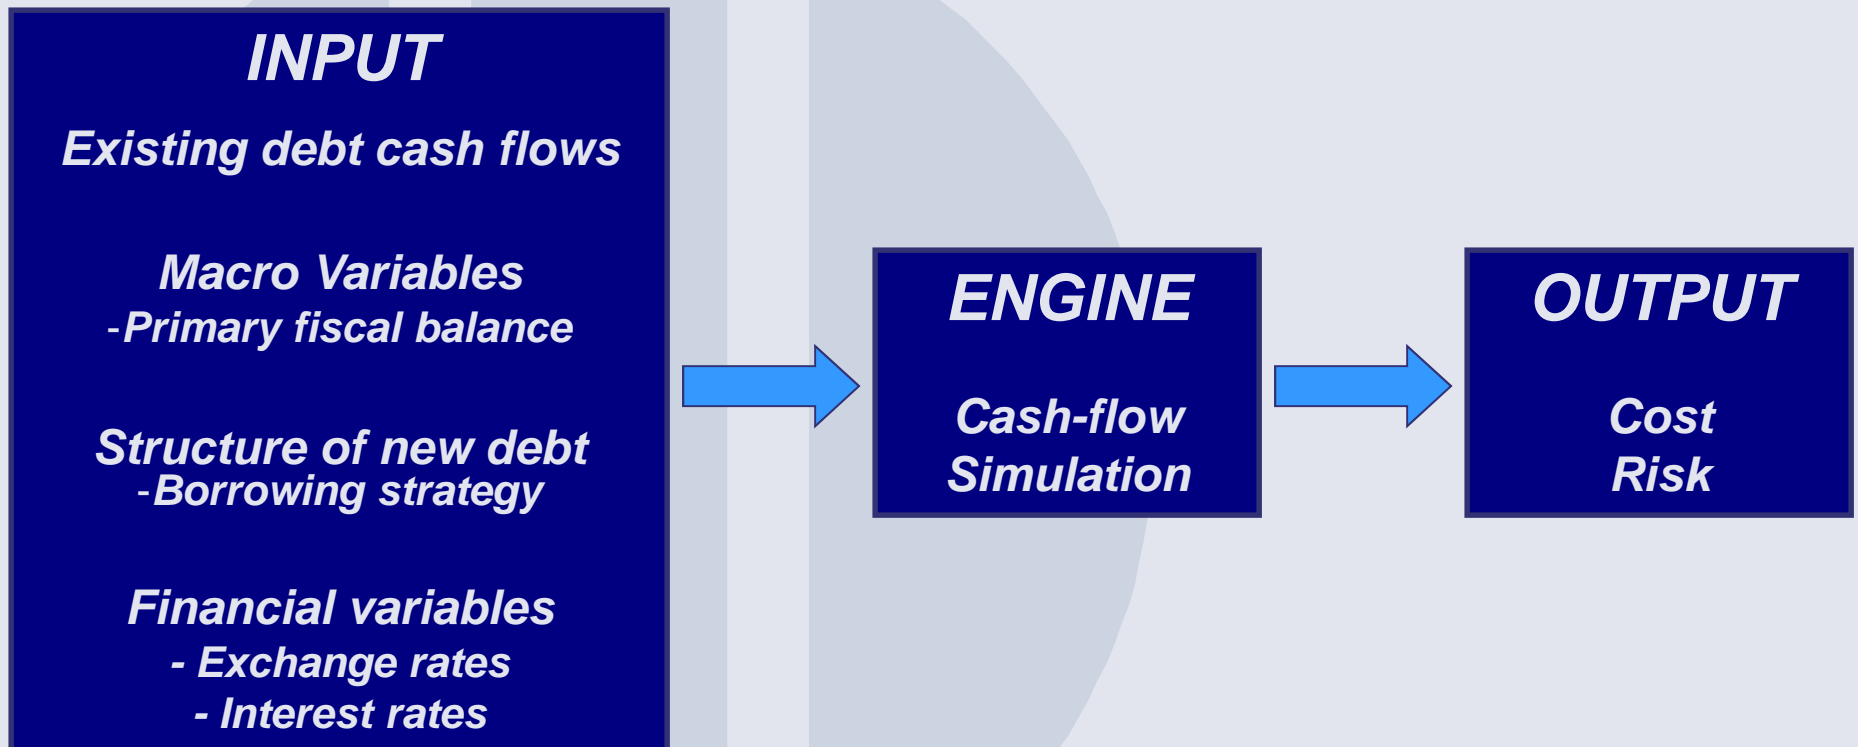 INPUT
Existing debt cash flows
Macro Variables
-Primary fiscal balance
Structure of new debt
-Borrowing strategy
Financial variables
- Exchange rates
- Interest rates
ENGINE
Cash-flow
Simulation
OUTPUT
Cost
Risk